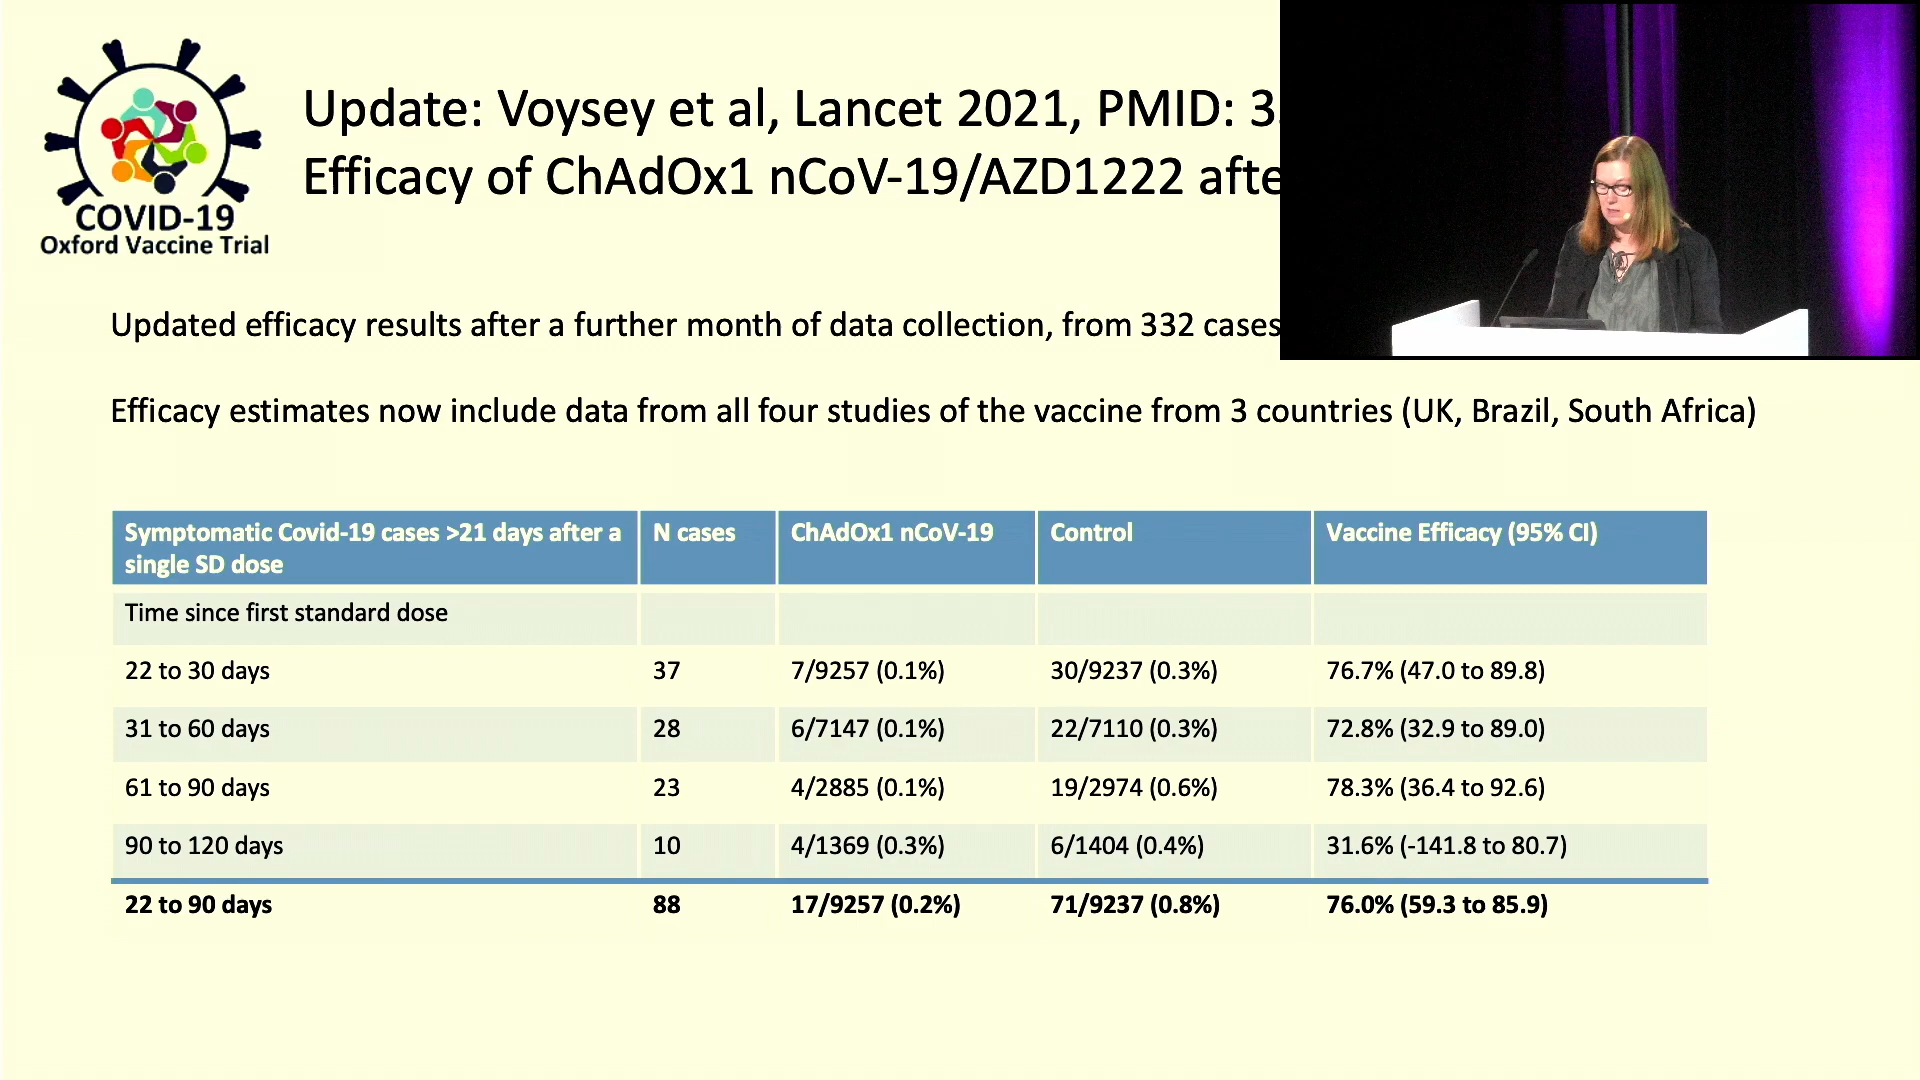 COVID-19
Oxford Vaccine Trial
Update: Voysey et al, Lancet 2021, PMID:
Efficacy of ChAdOx1 nCoV-19/AZD1222
Updated efficacy results after a further month of data collection, from 332 cases
Efficacy estimates now include data from all four studies of the vaccine from 3 countries (UK, Brazil, South Africa)
Symptomatic Covid-19 cases >21 days after a single SD dose N cases ChAdOx1 nCoV-19 Control Vaccine Efficacy (95% CI)
Time since first standard dose
22 to 30 days 37 7/9257 (0.1%) 30/9237 (0.3%) 76.7% (47.0 to 89.8)
31 to 60 days 28 6/7147 (0.1%) 22/7110 (0.3%) 72.8% (32.9 to 89.0)
61 to 90 days 23 4/2885 (0.1%) 19/2974 (0.6%) 78.3% (36.4 to 92.6)
90 to 120 days 10 4/1369 (0.3%) 6/1404 (0.4%) 31.6% (-141.8 to 80.7)
22 to 90 days 88 17/9257 (0.2%) 71/9237 (0.8%) 76.0% (59.3 to 85.9)